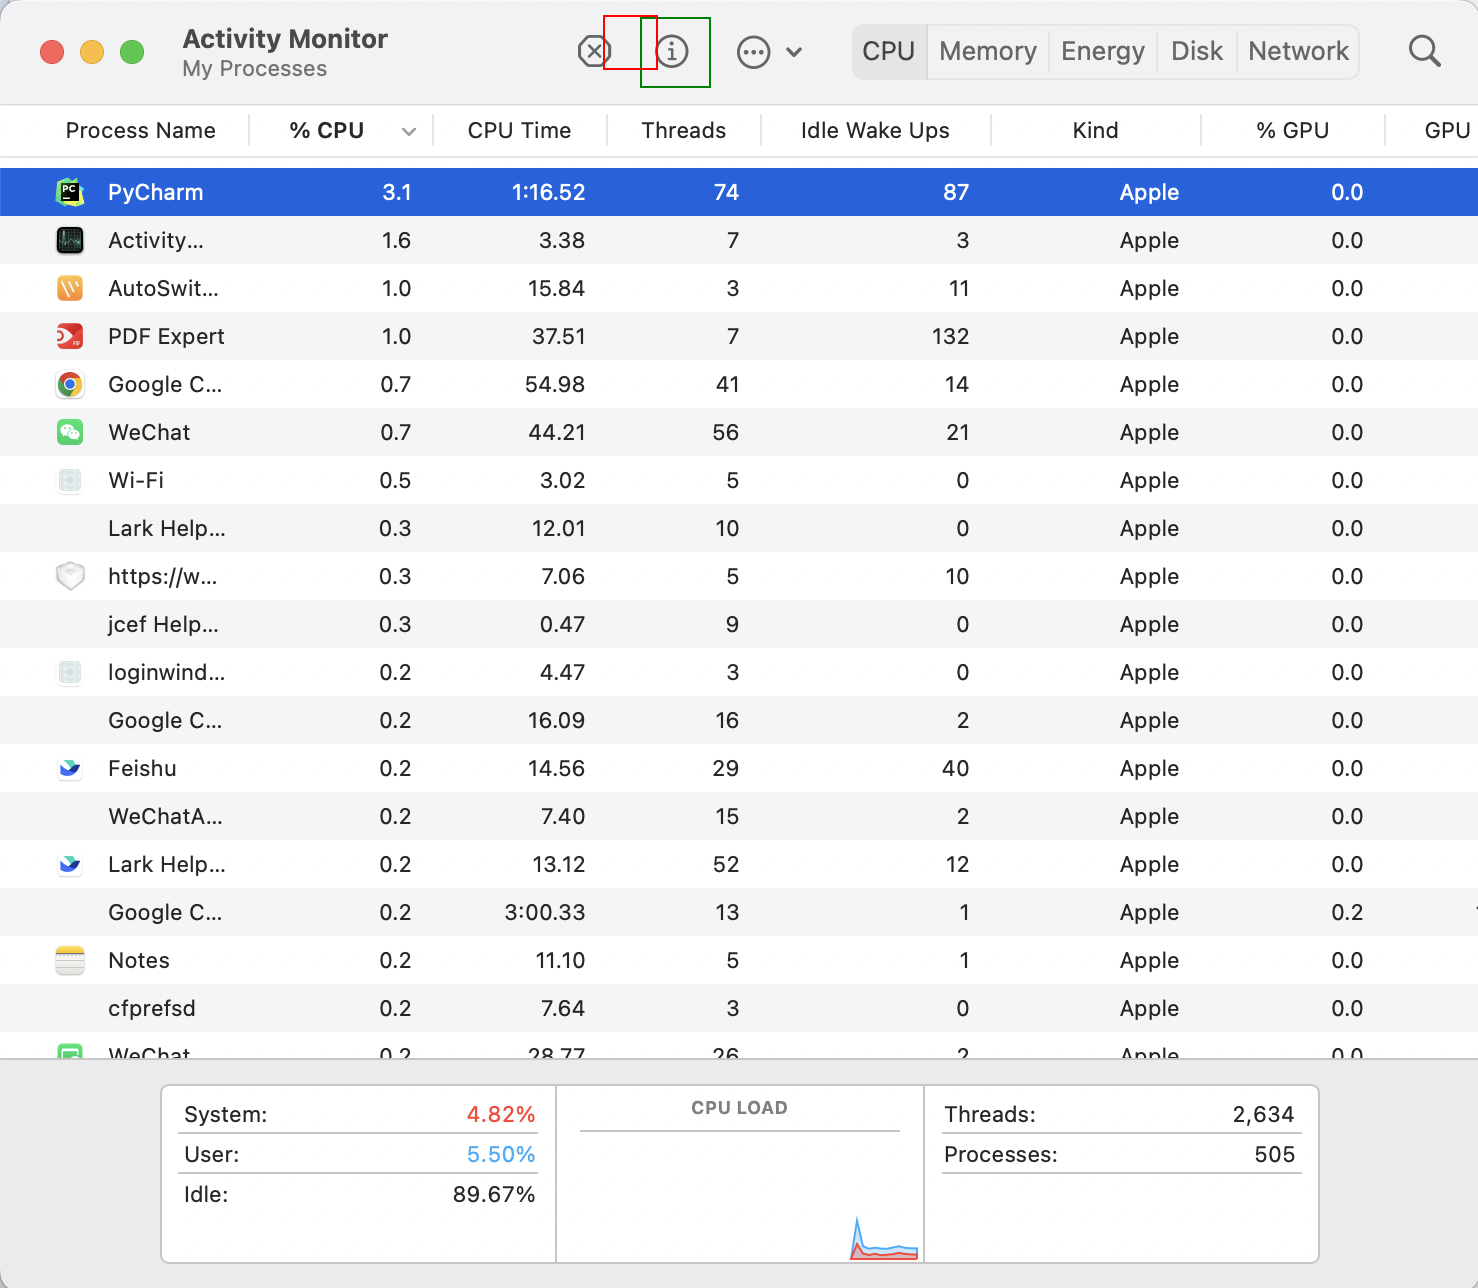 Activity Monitor
My Processes
CPU Memory Energy Disk Network
Process Name % CPU CPU Time Threads Idle Wake Ups Kind % GPU GPU
PyCharm 3.1 1:16.52 74 87 Apple 0.0
Activity... 1.6 3.38 7 3 Apple 0.0
AutoSwit... 1.0 15.84 3 11 Apple 0.0
PDF Expert 1.0 37.51 7 132 Apple 0.0
Google C... 0.7 54.98 41 14 Apple 0.0
WeChat 0.7 44.21 56 21 Apple 0.0
Wi-Fi 0.5 3.02 5 0 Apple 0.0
Lark Help... 0.3 12.01 10 0 Apple 0.0
https://w... 0.3 7.06 5 10 Apple 0.0
jcef Help... 0.3 0.47 9 0 Apple 0.0
loginwind... 0.2 4.47 3 0 Apple 0.0
Google C... 0.2 16.09 16 2 Apple 0.0
Feishu 0.2 14.56 29 40 Apple 0.0
WeChatA... 0.2 7.40 15 2 Apple 0.0
Lark Help... 0.2 13.12 52 12 Apple 0.0
Google C... 0.2 3:00.33 13 1 Apple 0.2
Notes 0.2 11.10 5 1 Apple 0.0
cfprefsd 0.2 7.64 3 0 Apple 0.0
WeChat 0.2 28.77 26 2 Apple 0.0
System: 4.82%
User: 5.50%
Idle: 89.67%
CPU LOAD
Threads: 2,634
Processes: 505